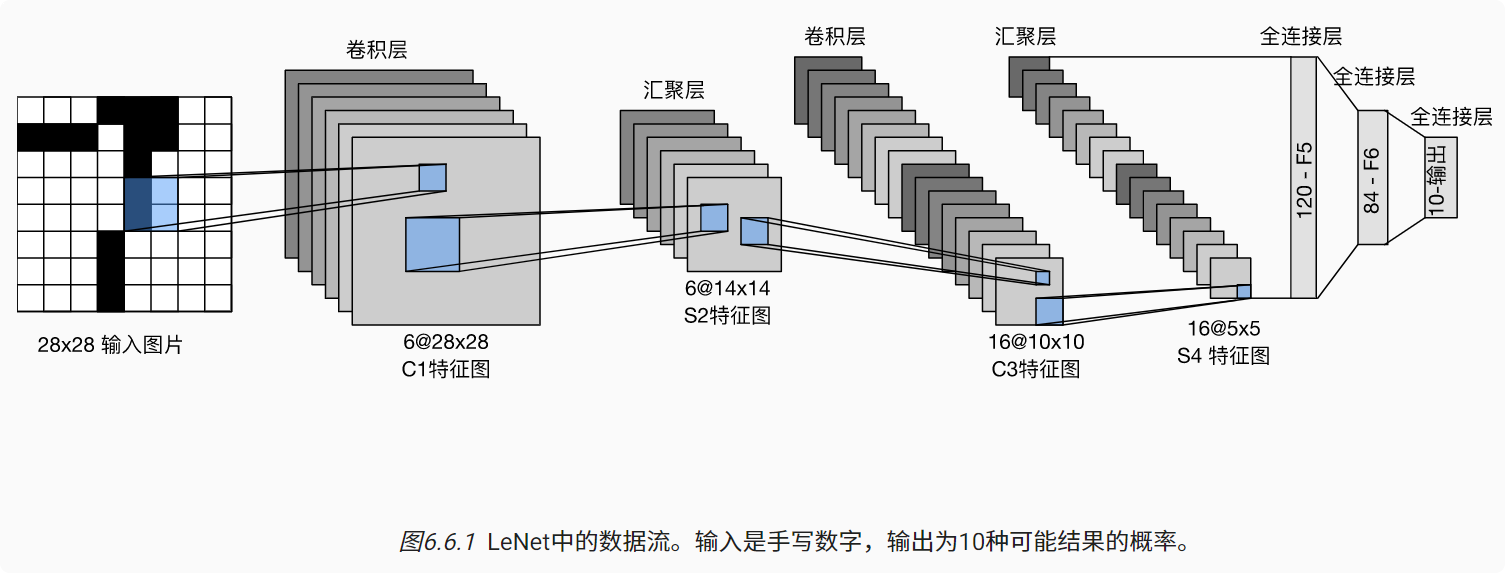 卷积层
汇聚层
卷积层
汇聚层
全连接层
全连接层
全连接层
28x28 输入图片
6@28x28
C1特征图
6@14x14
S2特征图
16@10x10
C3特征图
16@5x5
S4 特征图
120 - F5
84 - F6
10-输出
图6.6.1 LeNet中的数据流。输入是手写数字，输出为10种可能结果的概率。